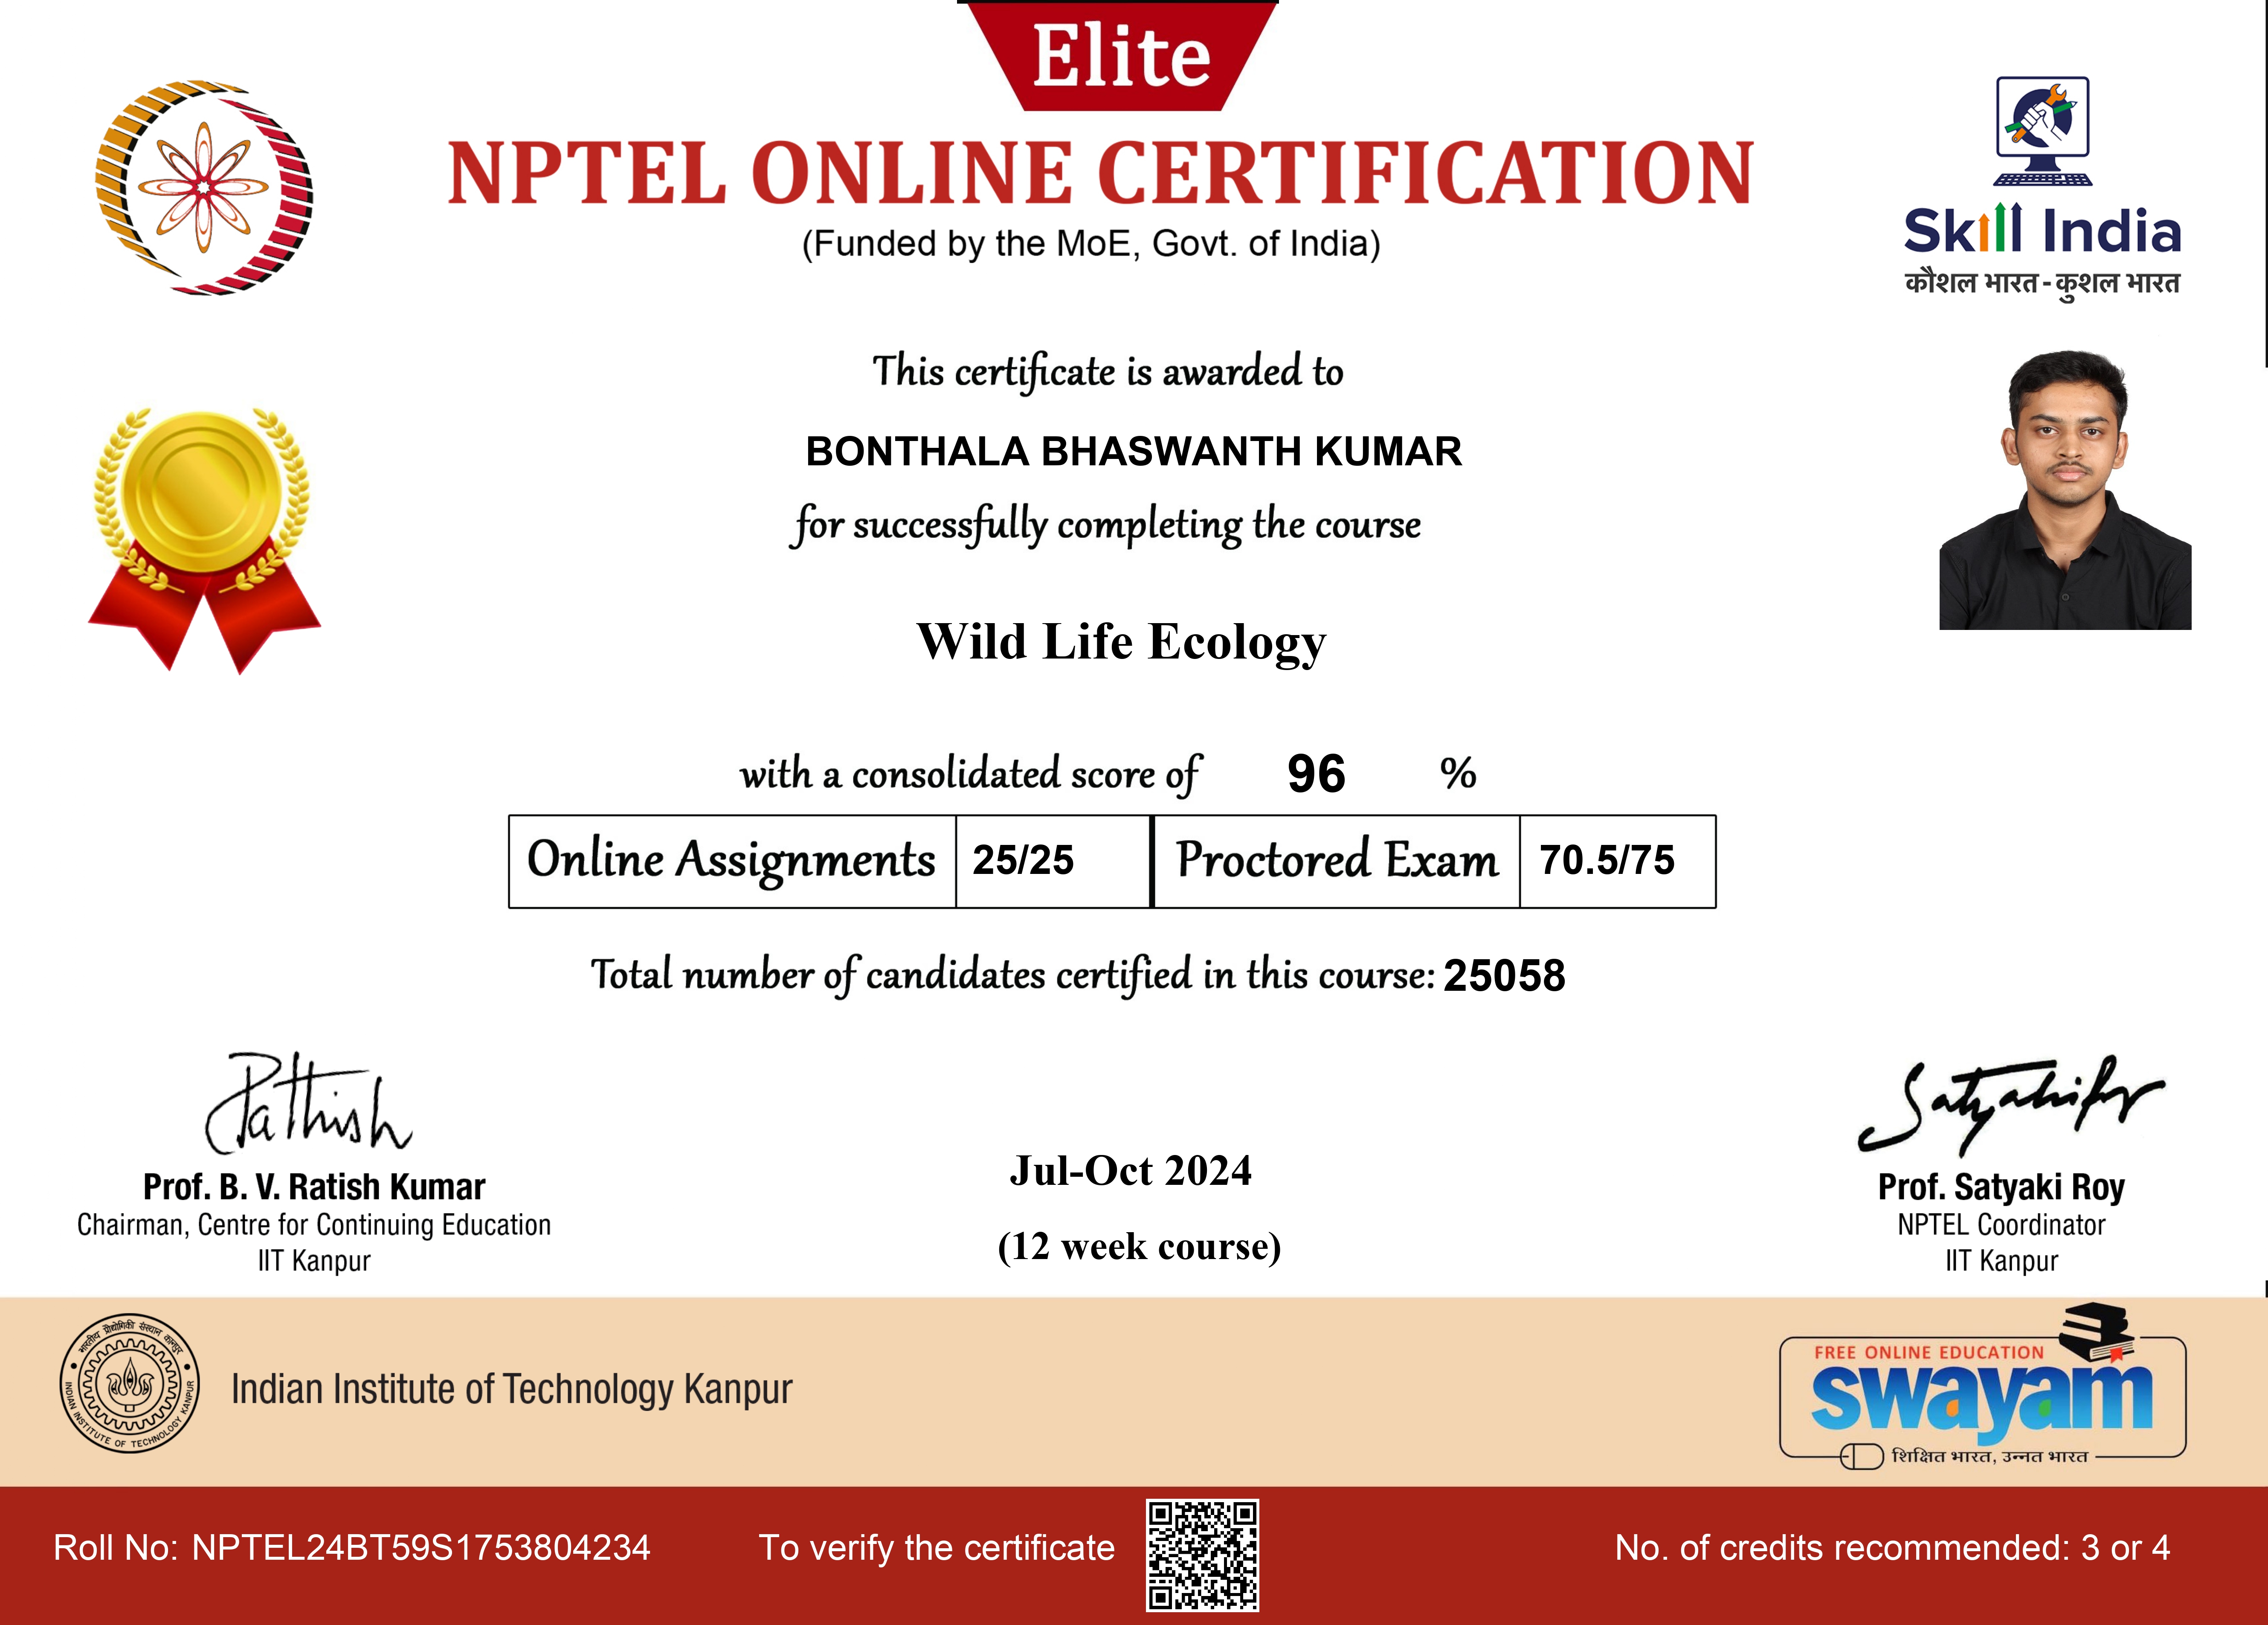 Elite
NPTEL ONLINE CERTIFICATION
(Funded by the MoE, Govt. of India)
Skill India
कौशल भारत - कुशल भारत
This certificate is awarded to
BONTHALA BHASWANTH KUMAR
for successfully completing the course
Wild Life Ecology
with a consolidated score of 96 %
Online Assignments 25/25 Proctored Exam 70.5/75
Total number of candidates certified in this course: 25058
Prof. B. V. Ratish Kumar
Chairman, Centre for Continuing Education
IIT Kanpur
Jul-Oct 2024
(12 week course)
Prof. Satyaki Roy
NPTEL Coordinator
IIT Kanpur
भारतीय प्रौद्योगिकी संस्थान कानपुर
INDIAN INSTITUTE OF TECHNOLOGY KANPUR
Indian Institute of Technology Kanpur
FREE ONLINE EDUCATION
swayam
शिक्षित भारत, उन्नत भारत
Roll No: NPTEL24BT59S1753804234
To verify the certificate
No. of credits recommended: 3 or 4